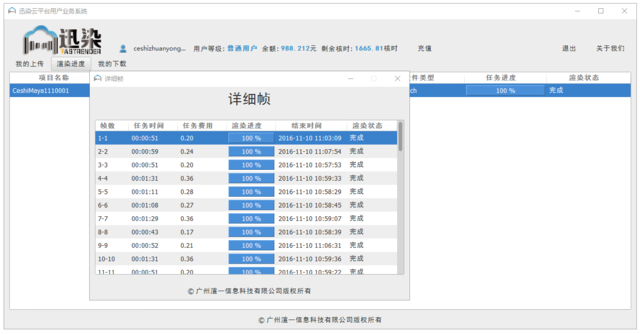 迅染云平台用户业务系统
迅染
YABTRENDER
ceshizhuanyong... 用户等级: 普通用户 余额: 988.212元 剩余核时: 1665.81核时 充值 退出 关于我们
我的上传 渲染进度 我的下载
项目名称 件类型 任务进度 渲染状态
CeshiMaya1110001 ch 100 % 完成
详细帧
详细帧
帧数 任务时间 任务费用 渲染进度 结束时间 渲染状态
1-1 00:00:51 0.20 100 % 2016-11-10 11:03:09 完成
2-2 00:00:59 0.24 100 % 2016-11-10 11:07:54 完成
3-3 00:00:51 0.20 100 % 2016-11-10 10:57:53 完成
4-4 00:01:31 0.36 100 % 2016-11-10 10:59:33 完成
5-5 00:01:11 0.28 100 % 2016-11-10 10:58:29 完成
6-6 00:01:08 0.27 100 % 2016-11-10 10:58:45 完成
7-7 00:01:29 0.36 100 % 2016-11-10 10:59:07 完成
8-8 00:00:43 0.17 100 % 2016-11-10 10:58:39 完成
9-9 00:00:52 0.21 100 % 2016-11-10 11:06:31 完成
10-10 00:01:31 0.36 100 % 2016-11-10 10:59:36 完成
11-11 00:00:51 0.20 100 % 2016-11-10 10:59:22 完成
© 广州渲一信息科技有限公司版权所有
© 广州渲一信息科技有限公司版权所有